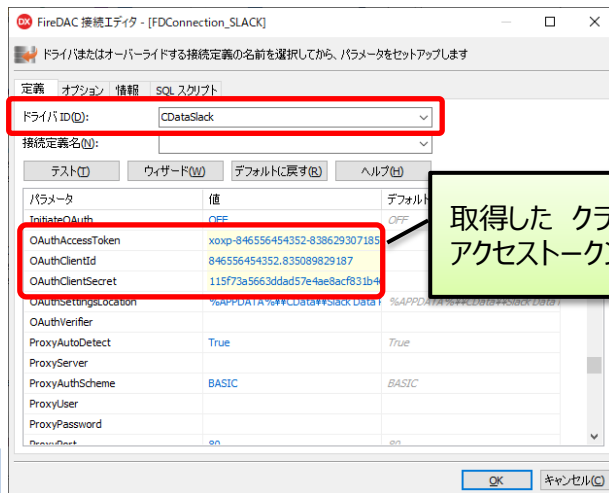 FireDAC 接続エディタ - [FDConnection_SLACK]
ドライバまたはオーバーライドする接続定義の名前を選択してから、パラメータをセットアップします
定義 オプション 情報 SQL スクリプト
ドライバ ID(D): CDataSlack
接続定義名(N):
テスト(T) ウィザード(W) デフォルトに戻す(R) ヘルプ(H)
パラメータ 値 デフォルト
InitiateOAuth OFF OFF
OAuthAccessToken xoxp-846556454352-838629307185
OAuthClientId 846556454352.835089829187
OAuthClientSecret 115f73a5663ddad57e4ae8acf831b4
OAuthSettingsLocation %APPDATA%¥¥CData¥¥Slack Data %APPDATA%¥¥CData¥¥Slack Data
OAuthVerifier
ProxyAutoDetect True True
ProxyServer
ProxyAuthScheme BASIC BASIC
ProxyUser
ProxyPassword
ProxyPort 80 80
取得した クラ
アクセストークン
OK キャンセル(C)